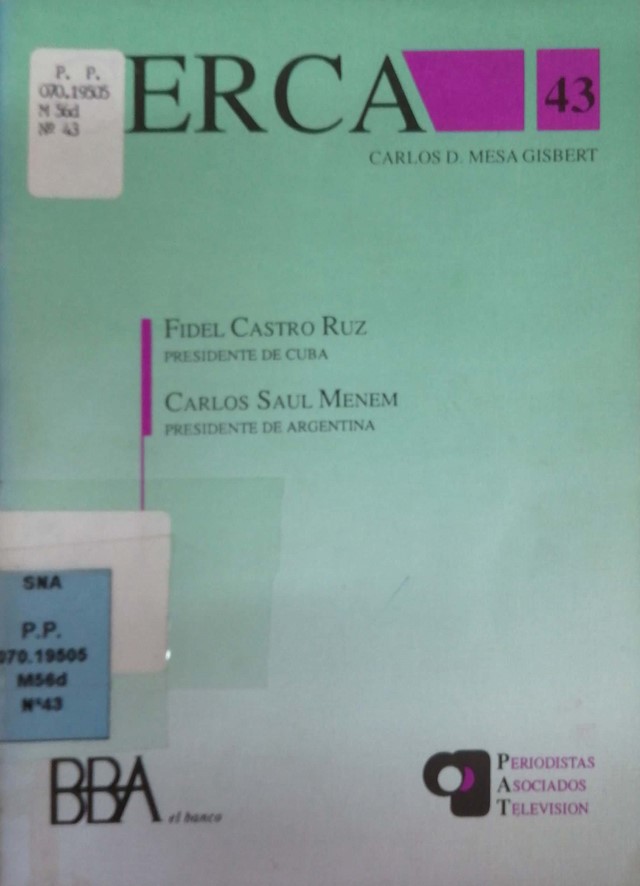 P. P.
070.19505
M 56d
Nº 43
ERCA
43
CARLOS D. MESA GISBERT
FIDEL CASTRO RUZ
PRESIDENTE DE CUBA
CARLOS SAUL MENEM
PRESIDENTE DE ARGENTINA
SNA
P.P.
070.19505
M56d
Nº43
BBA
el banco
PERIODISTAS
ASOCIADOS
TELEVISION